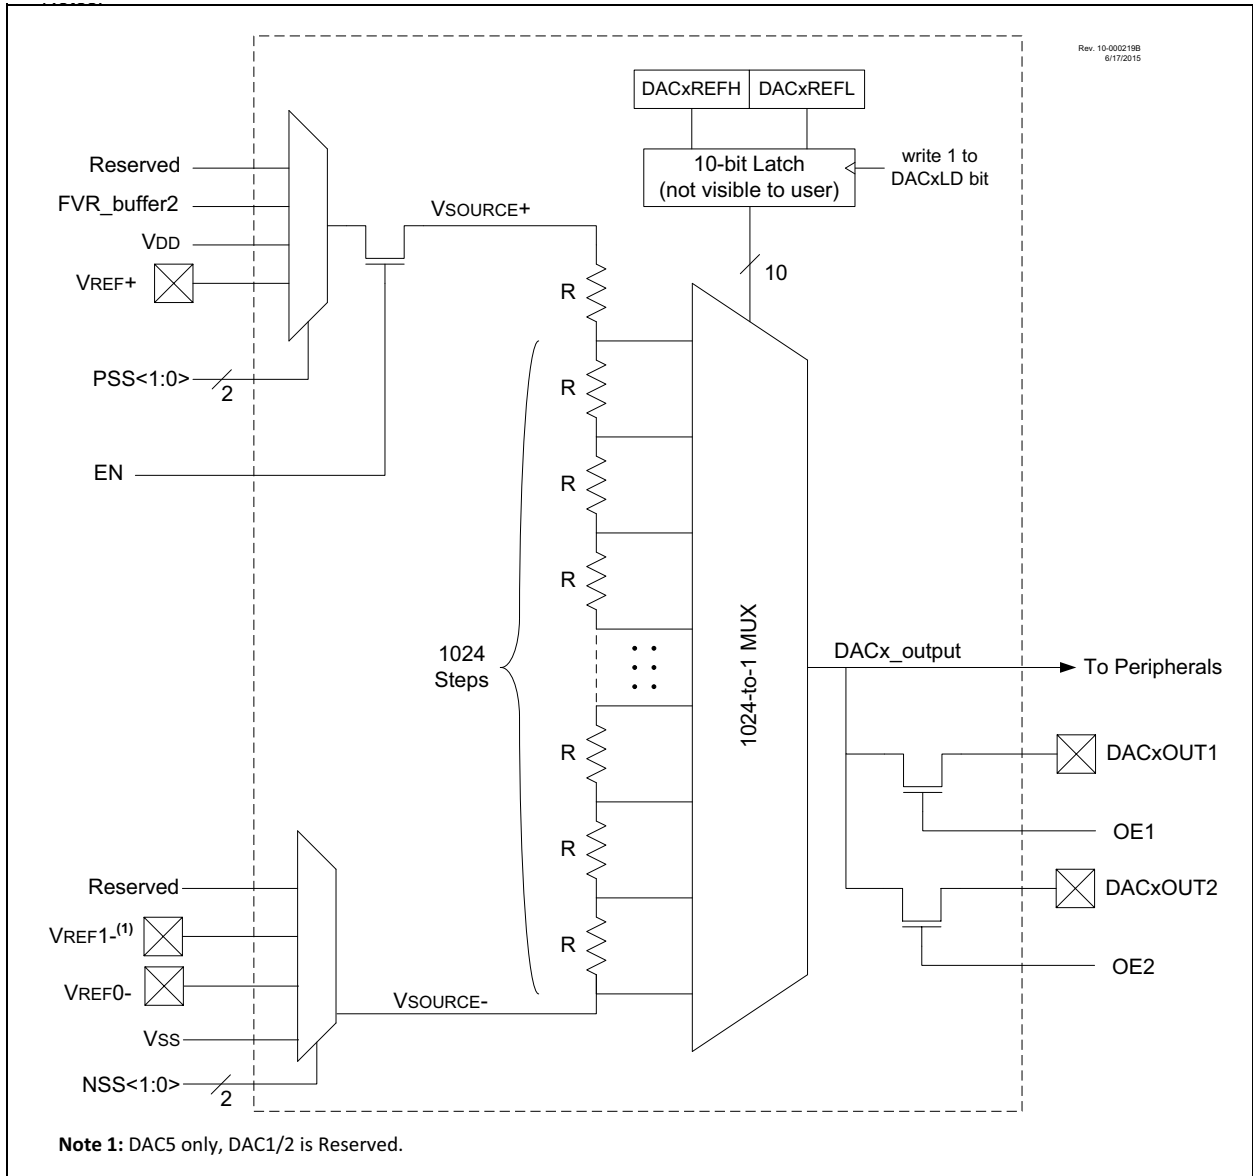 Rev. 10-000219B
6/17/2015
DACxREFH DACxREFL
10-bit Latch
(not visible to user)
write 1 to
DACxLD bit
10
Reserved
FVR_buffer2
VDD
VREF+
PSS<1:0>
2
EN
VSOURCE+
R
R
R
R
1024
Steps
R
R
R
1024-to-1 MUX
DACx_output
To Peripherals
DACxOUT1
OE1
DACxOUT2
OE2
Reserved
VREF1-(1)
VREF0-
VSS
NSS<1:0>
2
VSOURCE-
Note 1: DAC5 only, DAC1/2 is Reserved.